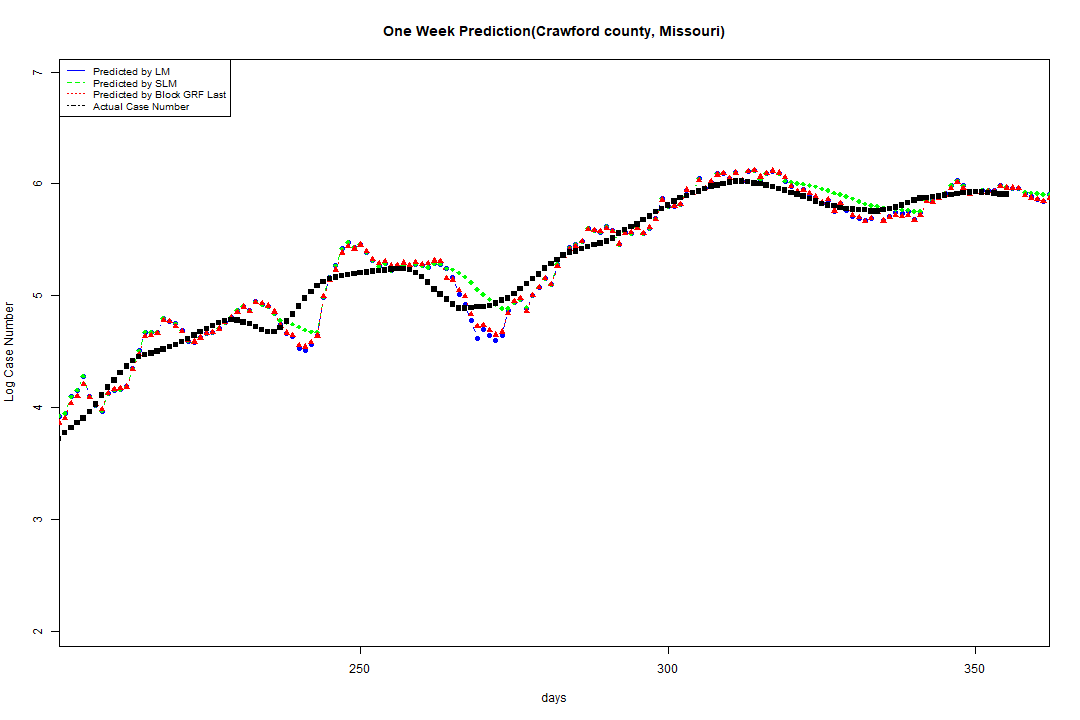 One Week Prediction(Crawford county, Missouri)
Predicted by LM
Predicted by SLM
Predicted by Block GRF Last
Actual Case Number
7
6
5
4
3
2
Log Case Number
250
300
350
days